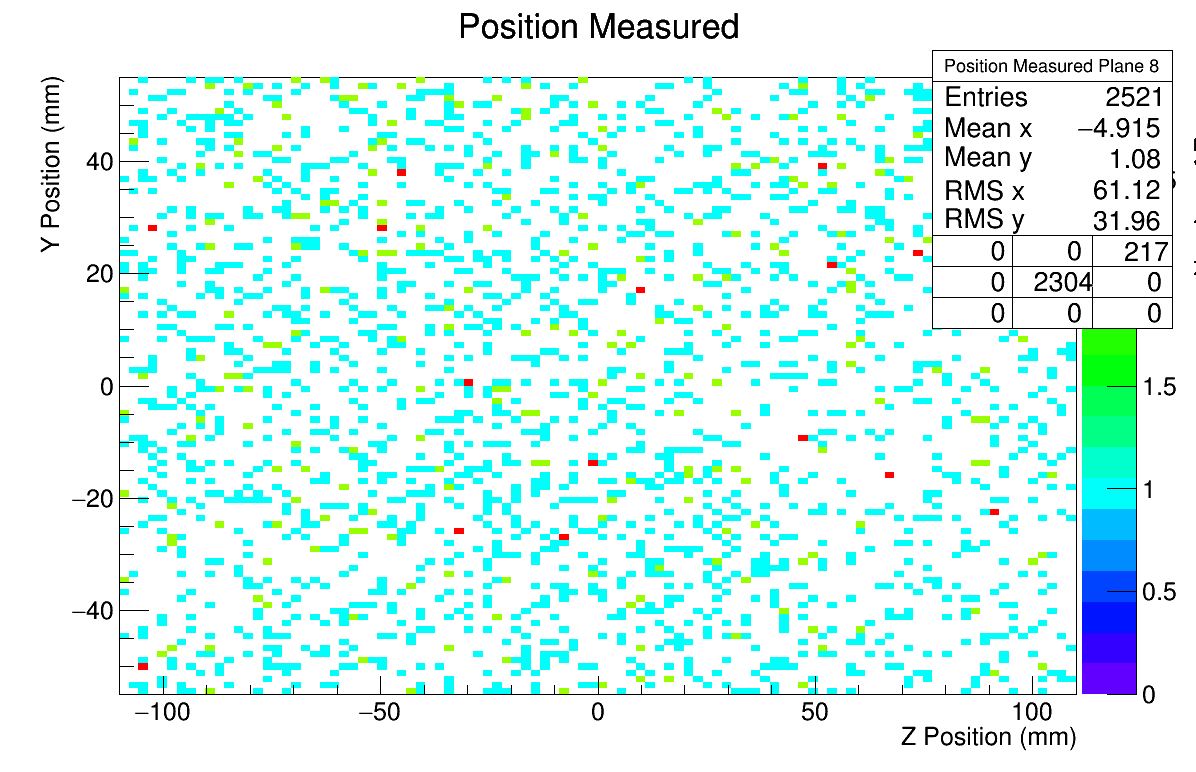 Position Measured
Y Position (mm)
40
20
0
−20
−40
Position Measured Plane 8
Entries 2521
Mean x −4.915
Mean y 1.08
RMS x 61.12
RMS y 31.96
0 0 217
0 2304 0
0 0 0
1.5
1
0.5
0
−100 −50 0 50 100
Z Position (mm)